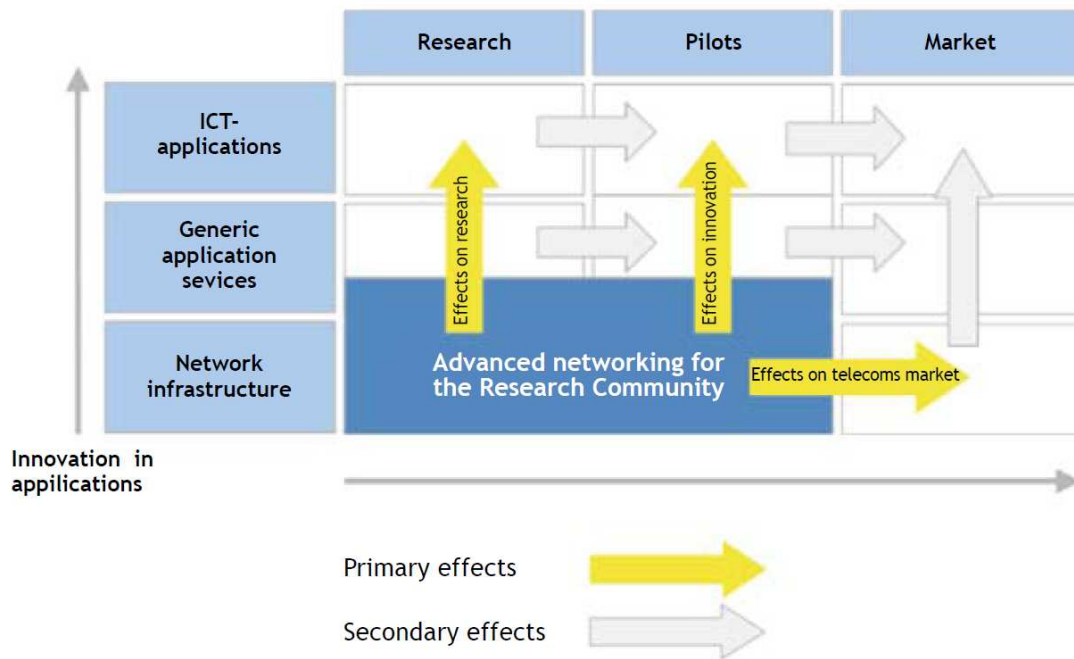 Research
Pilots
Market
ICT-
applications
Effects on research
Effects on innovation
Generic
application
sevices
Network
infrastructure
Advanced networking for
the Research Community
Effects on telecoms market
Innovation in
appilications
Primary effects
Secondary effects